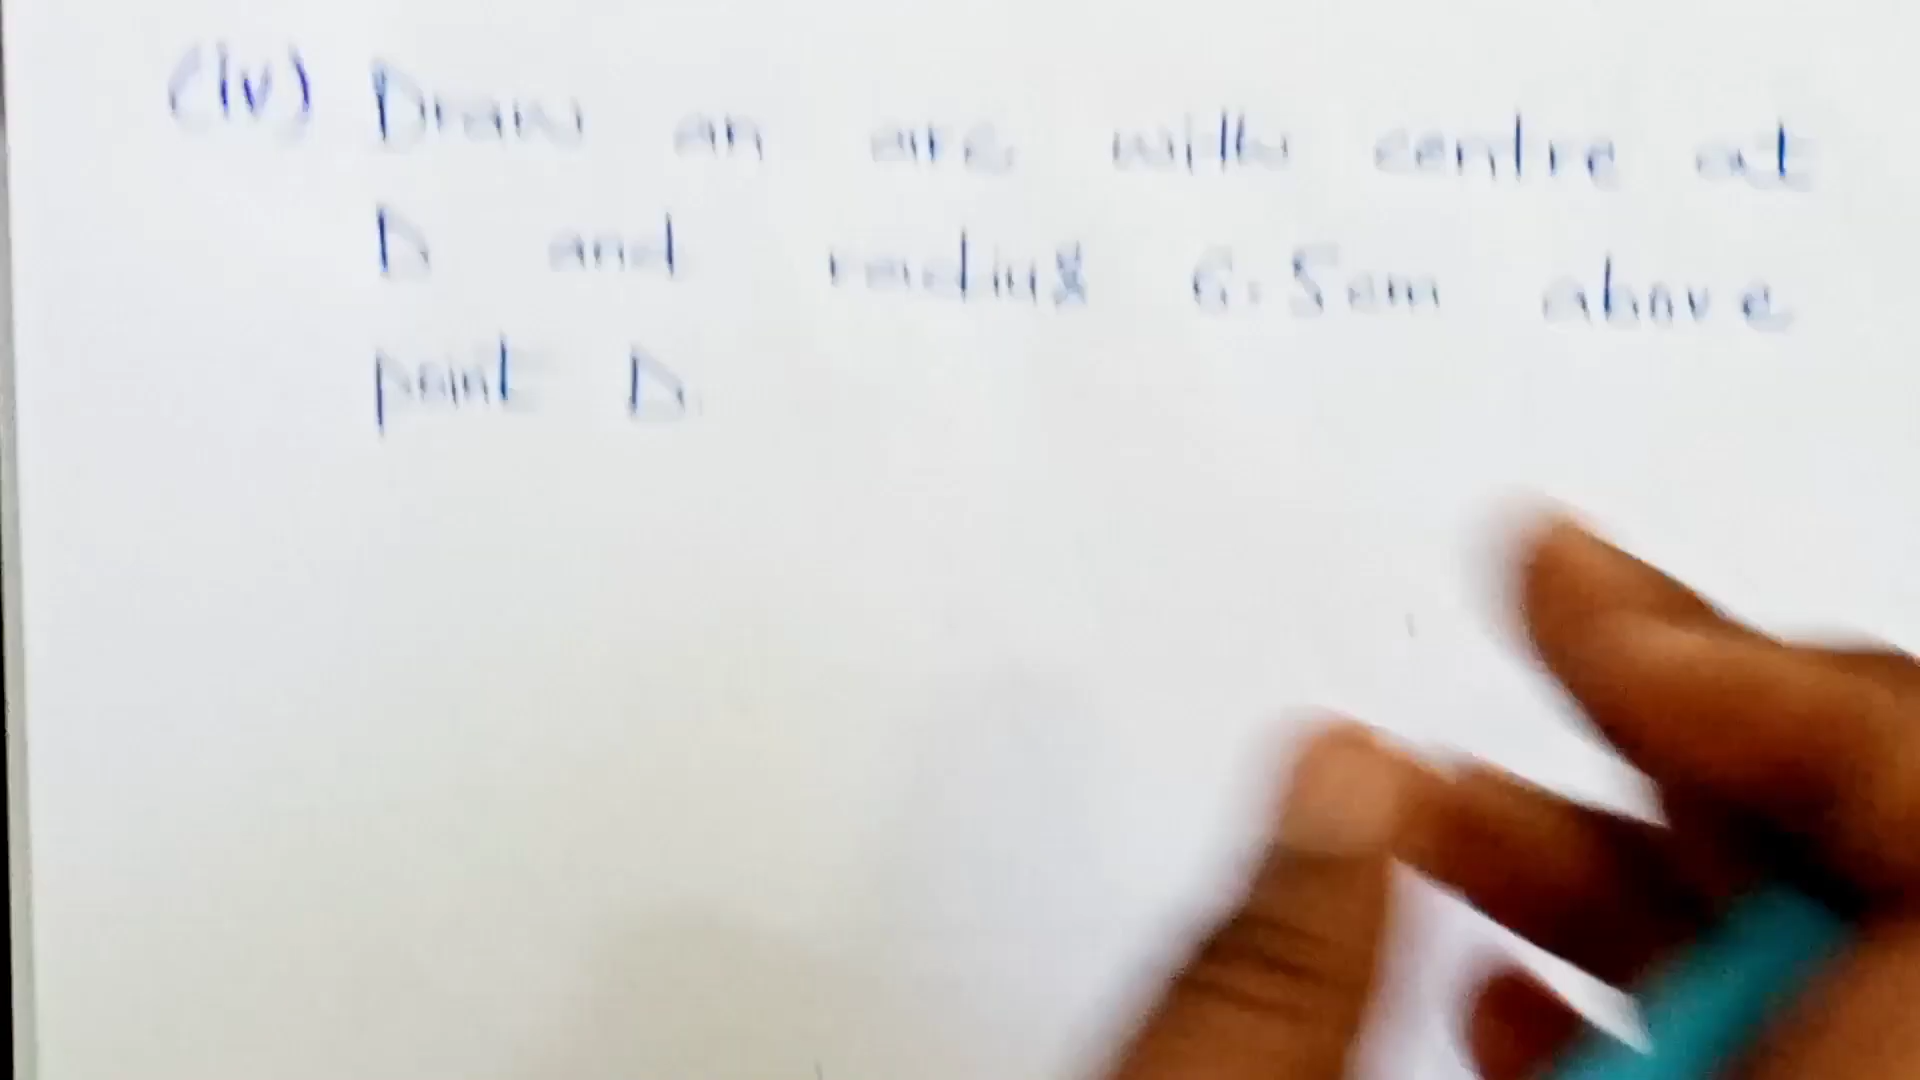 (iv) Draw an arc with centre at
D and radius 6.5cm above
point D.